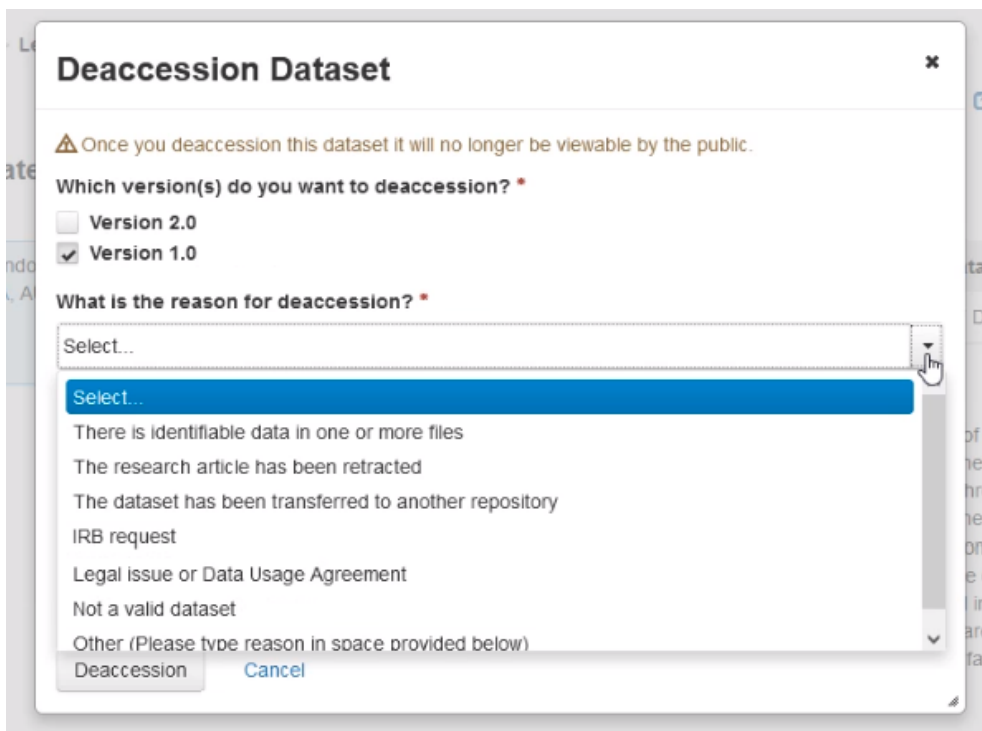 Deaccession Dataset
Once you deaccession this dataset it will no longer be viewable by the public.
Which version(s) do you want to deaccession? *
Version 2.0
Version 1.0
What is the reason for deaccession? *
Select...
Select...
There is identifiable data in one or more files
The research article has been retracted
The dataset has been transferred to another repository
IRB request
Legal issue or Data Usage Agreement
Not a valid dataset
Other (Please type reason in space provided below)
Deaccession Cancel